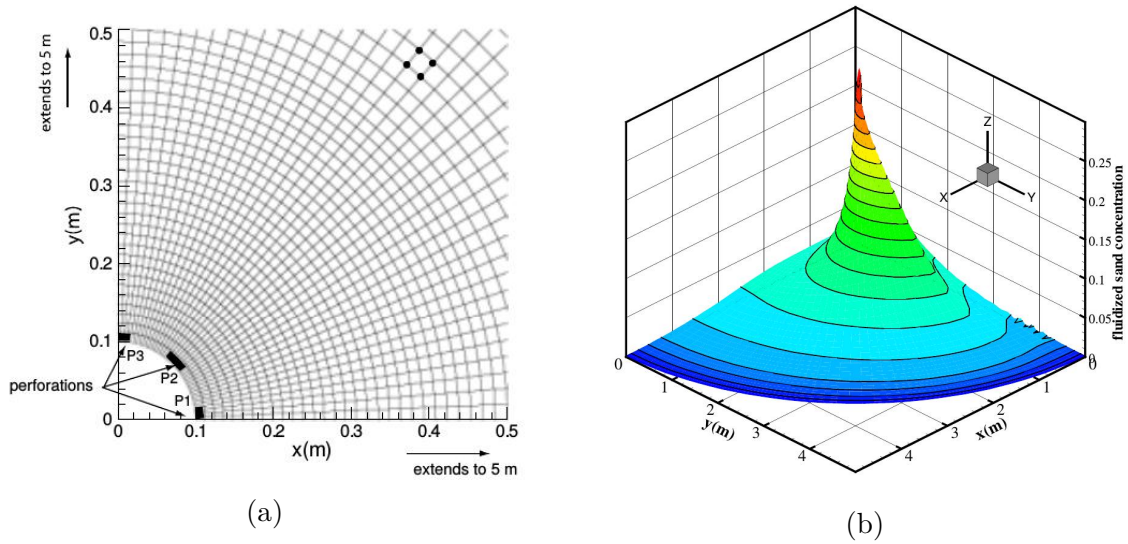 0.5
0.4
0.3
0.2
0.1
0
extends to 5 m
y(m)
P3
P2
P1
perforations
0 0.1 0.2 0.3 0.4 0.5
x(m)
extends to 5 m
(a)
Z
X
Y
0.25
0.2
0.15
0.1
0.05
0
fluidized sand concentration
0
1
2
3
4
y(m)
0
1
2
3
4
x(m)
(b)